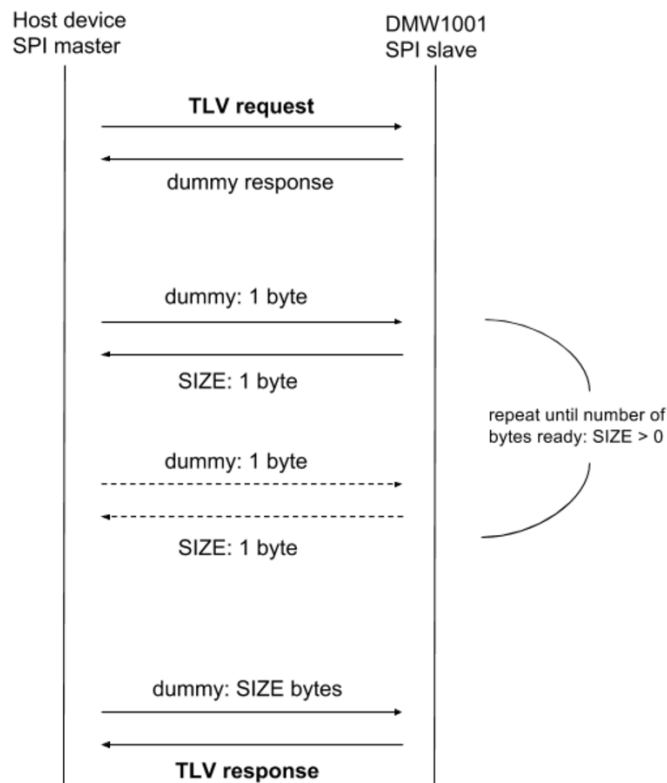 Host device
SPI master
DMW1001
SPI slave
TLV request
dummy response
dummy: 1 byte
SIZE: 1 byte
repeat until number of
bytes ready: SIZE > 0
dummy: 1 byte
SIZE: 1 byte
dummy: SIZE bytes
TLV response